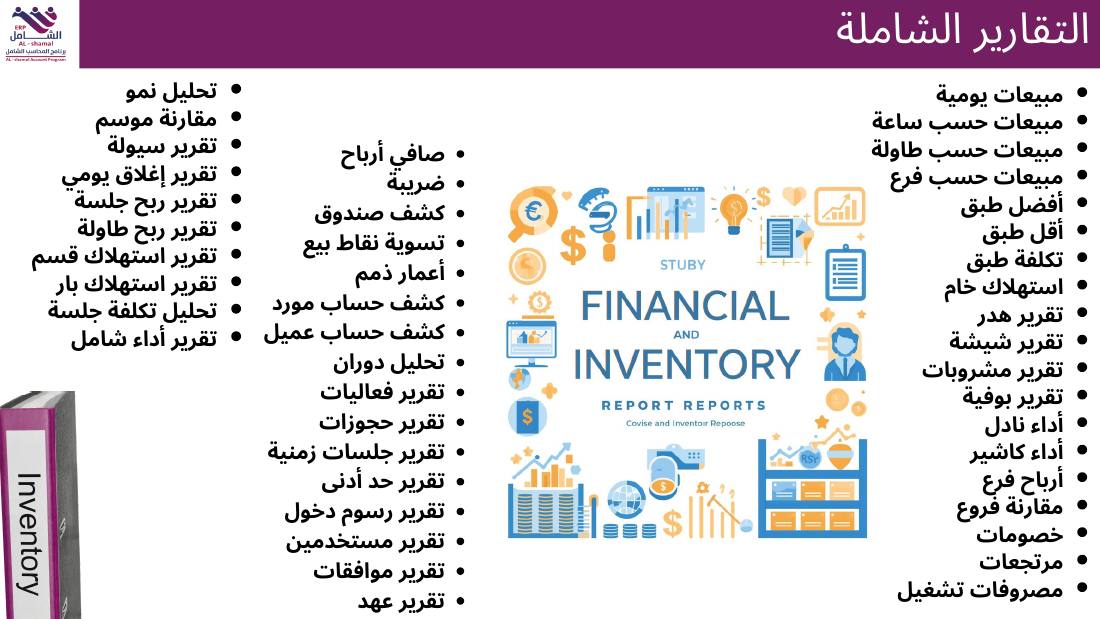 التقارير الشاملة
ERP
الشامل
AL - shamal
برنامج المحاسب الشامل
AL - shamal Account Program
مبيعات يومية
مبيعات حسب ساعة
مبيعات حسب طاولة
مبيعات حسب فرع
أفضل طبق
أقل طبق
تكلفة طبق
استهلاك خام
تقرير هدر
تقرير شيشة
تقرير مشروبات
تقرير بوفية
أداء نادل
أداء كاشير
أرباح فرع
مقارنة فروع
خصومات
مرتجعات
مصروفات تشغيل
STUBY
FINANCIAL
AND
INVENTORY
REPORT REPORTS
Covise and Inventoır Repoose
RSY
صافي أرباح
ضريبة
كشف صندوق
تسوية نقاط بيع
أعمار ذمم
كشف حساب مورد
كشف حساب عميل
تحليل دوران
تقرير فعاليات
تقرير حجوزات
تقرير جلسات زمنية
تقرير حد أدنى
تقرير رسوم دخول
تقرير مستخدمين
تقرير موافقات
تقرير عهد
تحليل نمو
مقارنة موسم
تقرير سيولة
تقرير إغلاق يومي
تقرير ربح جلسة
تقرير ربح طاولة
تقرير استهلاك قسم
تقرير استهلاك بار
تحليل تكلفة جلسة
تقرير أداء شامل
Inventory